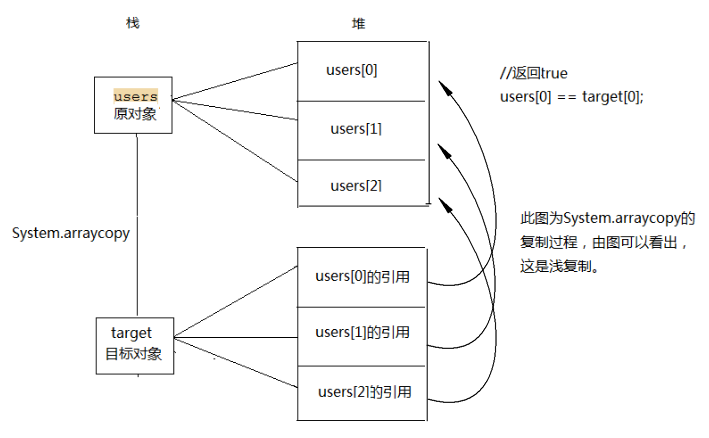 栈
堆
users
原对象
users[0]
users[1]
users[2]
//返回true
users[0] == target[0];
System.arraycopy
此图为System.arraycopy的
复制过程，由图可以看出，
这是浅复制。
target
目标对象
users[0]的引用
users[1]的引用
users[2]的引用